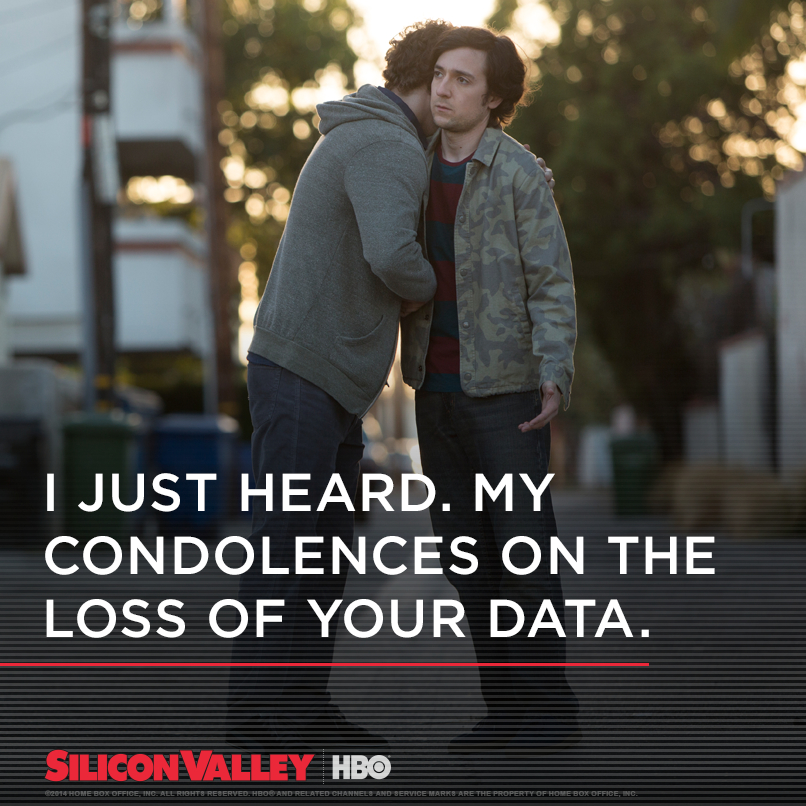 I JUST HEARD. MY
CONDOLENCES ON THE
LOSS OF YOUR DATA.
SILICON VALLEY HBO®
©2014 HOME BOX OFFICE, INC. ALL RIGHTS RESERVED. HBO® AND RELATED CHANNELS AND SERVICE MARKS ARE THE PROPERTY OF HOME BOX OFFICE, INC.